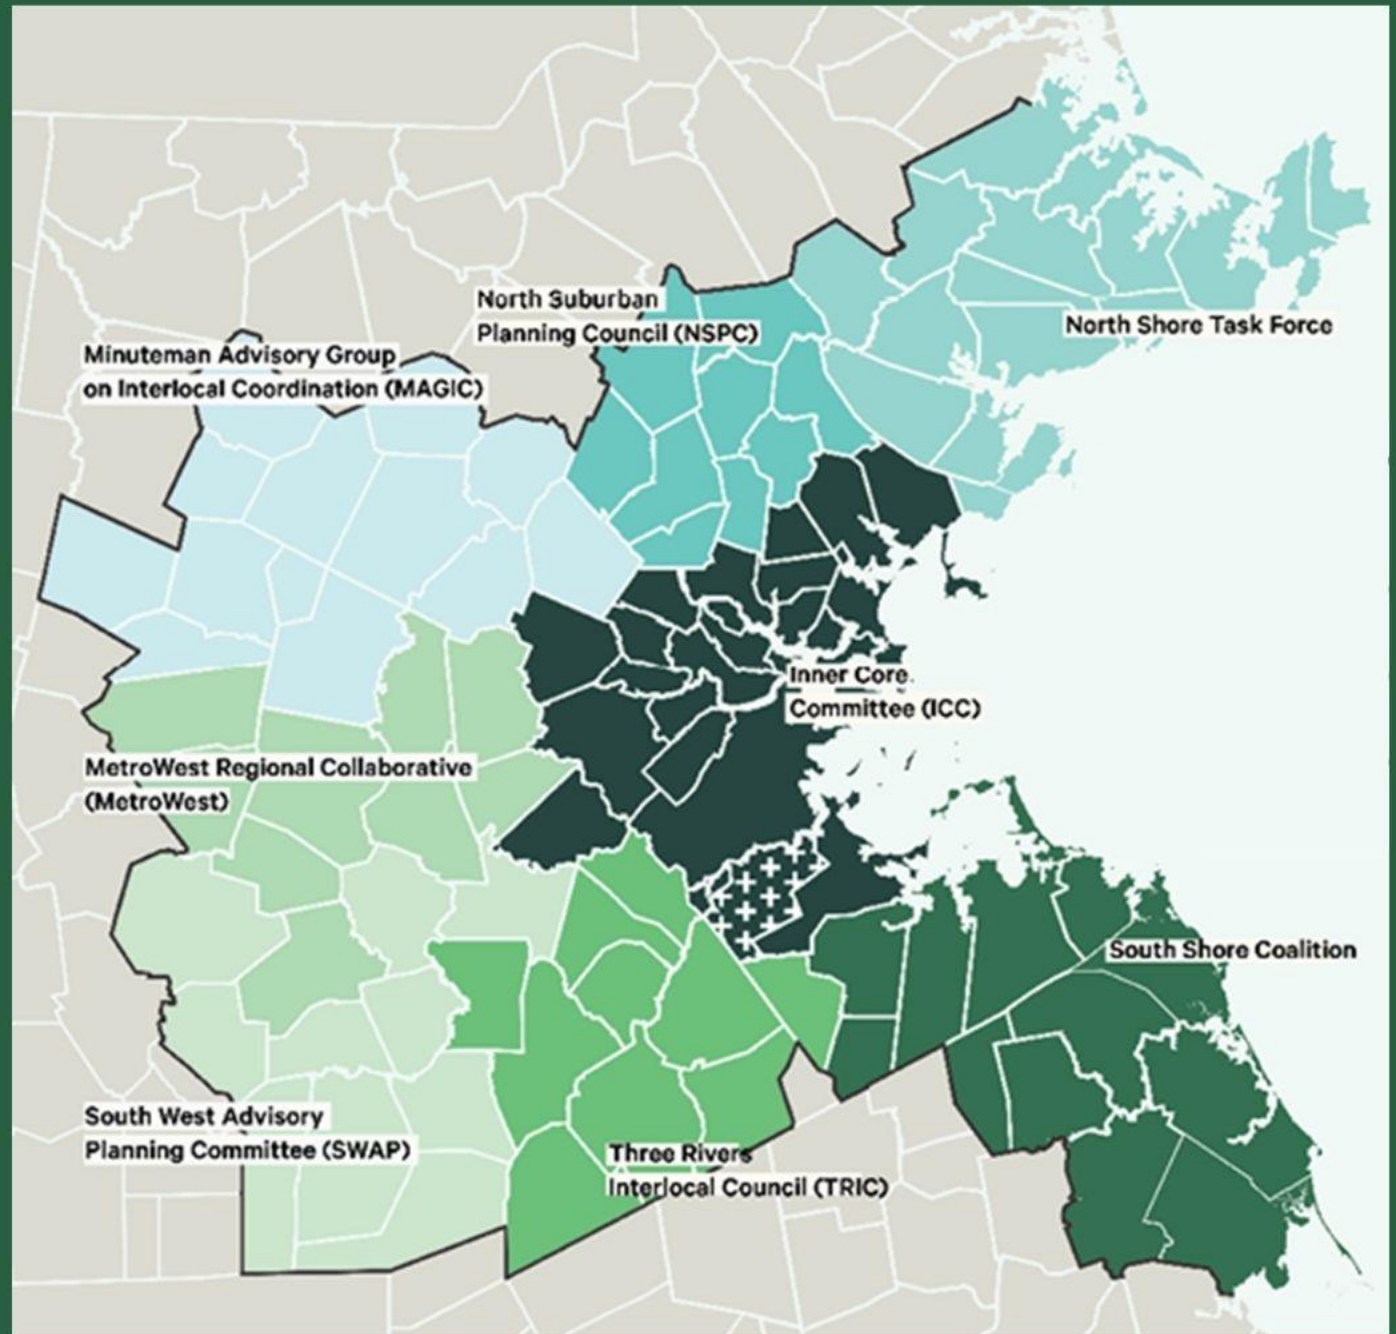 North Suburban
Planning Council (NSPC)
North Shore Task Force
Minuteman Advisory Group
on Interlocal Coordination (MAGIC)
Inner Core
Committee (ICC)
MetroWest Regional Collaborative
(MetroWest)
South Shore Coalition
South West Advisory
Planning Committee (SWAP)
Three Rivers
Interlocal Council (TRIC)